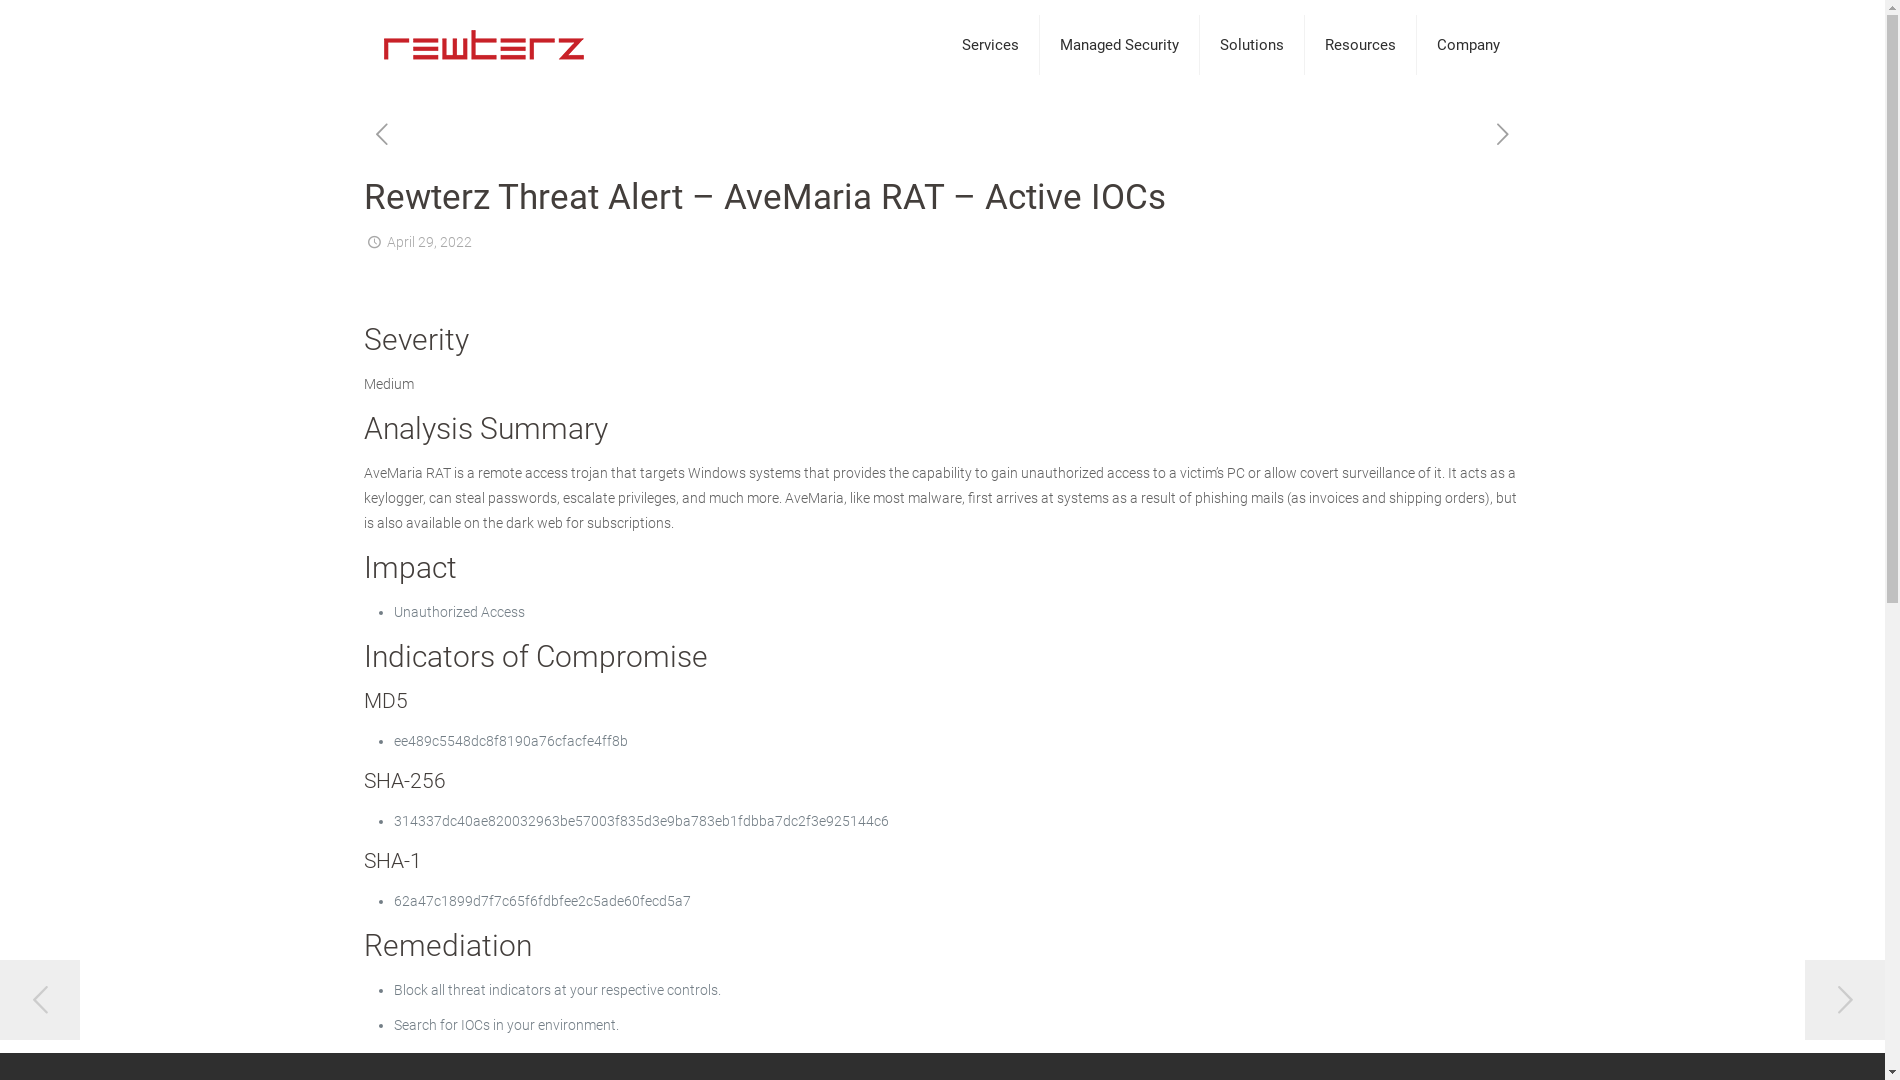 rewterz
Services
Managed Security
Solutions
Resources
Company
Rewterz Threat Alert – AveMaria RAT – Active IOCs
April 29, 2022
Severity
Medium
Analysis Summary
AveMaria RAT is a remote access trojan that targets Windows systems that provides the capability to gain unauthorized access to a victim’s PC or allow covert surveillance of it. It acts as a
keylogger, can steal passwords, escalate privileges, and much more. AveMaria, like most malware, first arrives at systems as a result of phishing mails (as invoices and shipping orders), but
is also available on the dark web for subscriptions.
Impact
• Unauthorized Access
Indicators of Compromise
MD5
• ee489c5548dc8f8190a76cfacfe4ff8b
SHA-256
• 314337dc40ae820032963be57003f835d3e9ba783eb1fdbba7dc2f3e925144c6
SHA-1
• 62a47c1899d7f7c65f6fdbfee2c5ade60fecd5a7
Remediation
• Block all threat indicators at your respective controls.
• Search for IOCs in your environment.